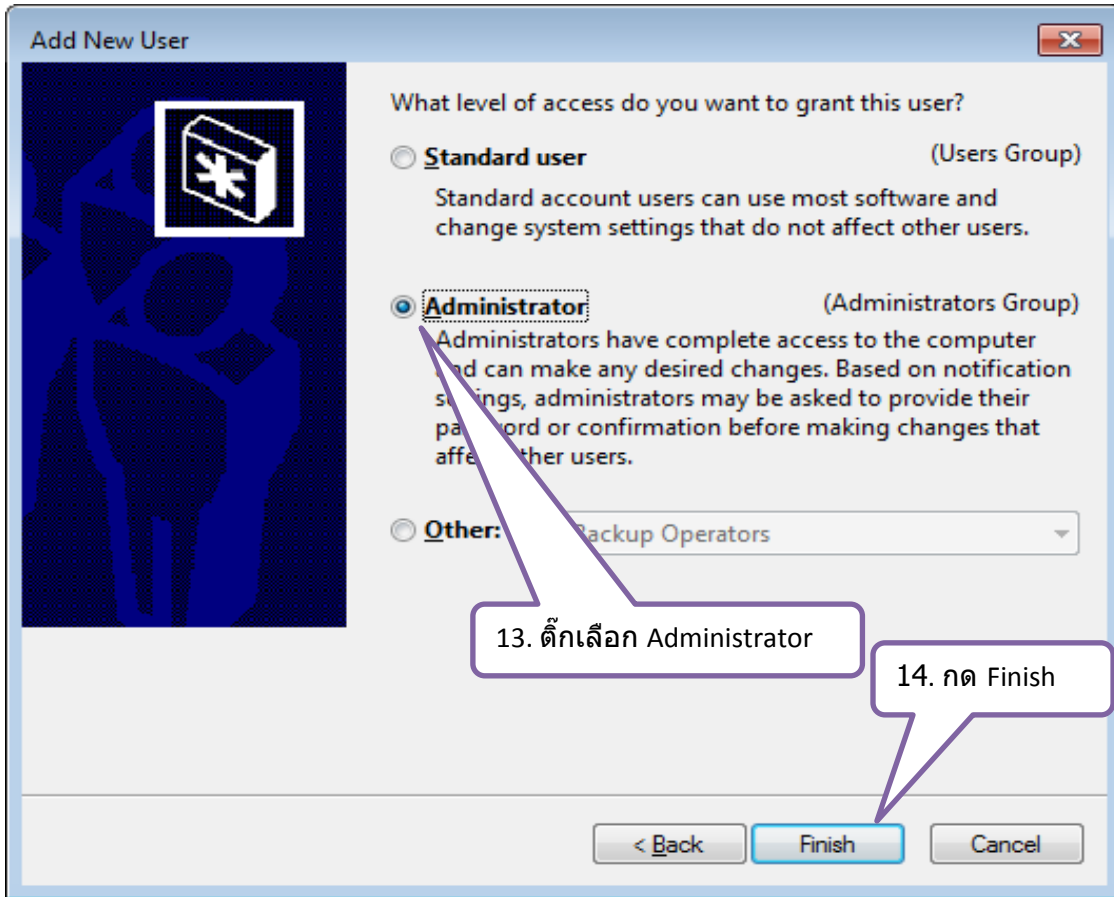 Add New User
What level of access do you want to grant this user?
Standard user (Users Group)
Standard account users can use most software and
change system settings that do not affect other users.
Administrator (Administrators Group)
Administrators have complete access to the computer
and can make any desired changes. Based on notification
settings, administrators may be asked to provide their
password or confirmation before making changes that
affect other users.
Other: Backup Operators
13. ติ๊กเลือก Administrator
14. กด Finish
< Back Finish Cancel